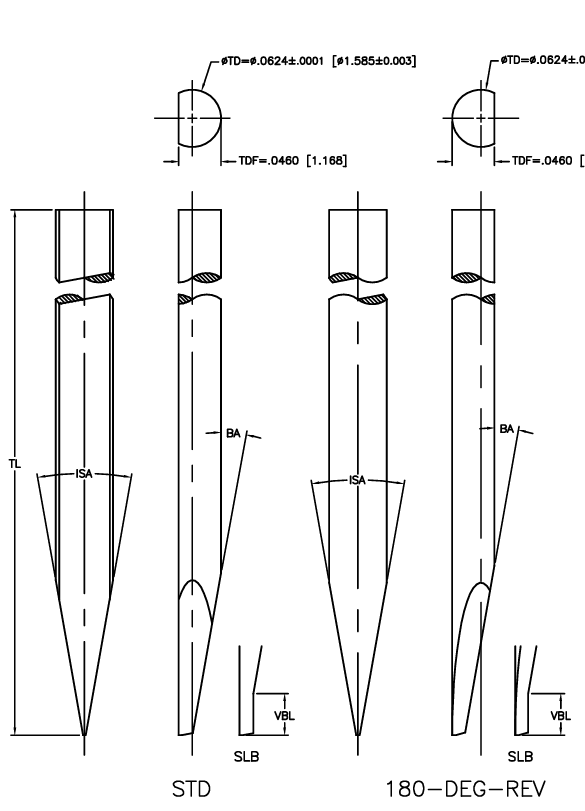 øTD=ø.0624±.0001 [ø1.585±0.003]
øTD=ø.0624±.0
TDF=.0460 [1.168]
TDF=.0460 [
BA
BA
TL
ISA
ISA
VBL
VBL
SLB
SLB
STD
180-DEG-REV